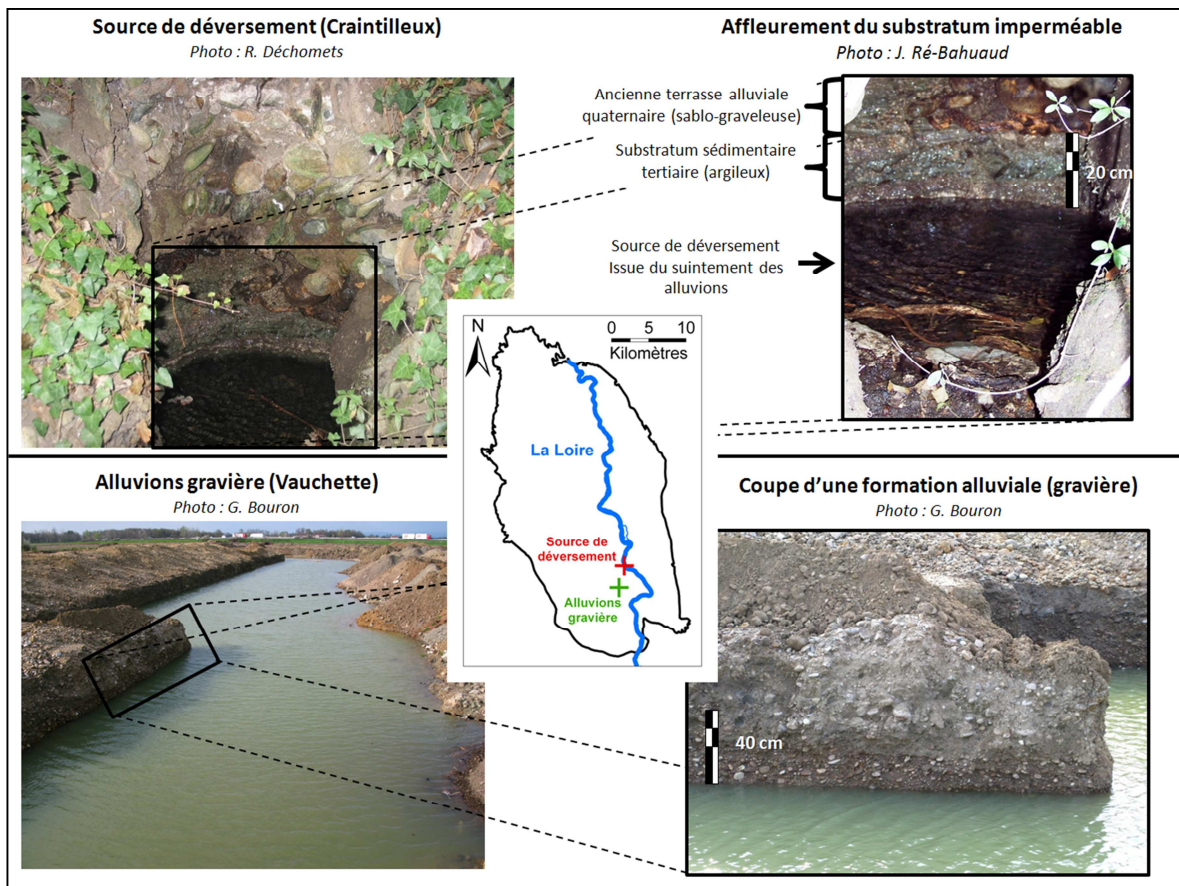 Source de déversement (Craintilleux)
Photo : R. Déchomets
Affleurement du substratum imperméable
Photo : J. Ré-Bahuaud
Ancienne terrasse alluviale
quaternaire (sablo-graveleuse)
Substratum sédimentaire
tertiaire (argileux)
20 cm
Source de déversement
Issue du suintement des
alluvions
N
0 5 10
Kilomètres
La Loire
Source de
déversement
Alluvions
gravière
Alluvions gravière (Vauchette)
Photo : G. Bouron
Coupe d'une formation alluviale (gravière)
Photo : G. Bouron
40 cm